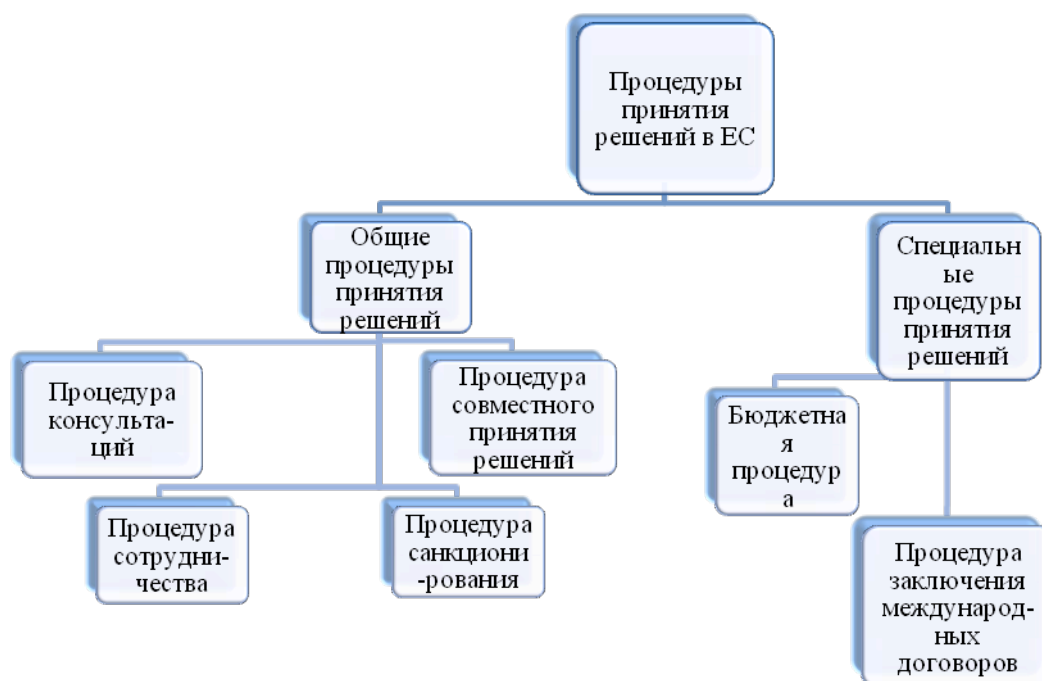 Процедуры
принятия
решений в ЕС
Общие
процедуры
принятия
решений
Специальн
ые
процедуры
принятия
решений
Процедура
консульта-
ций
Процедура
совместного
принятия
решений
Процедура
сотрудни-
чества
Процедура
санкциони
-рования
Бюджетна
я
процедур
а
Процедура
заключения
международ-
ных
договоров